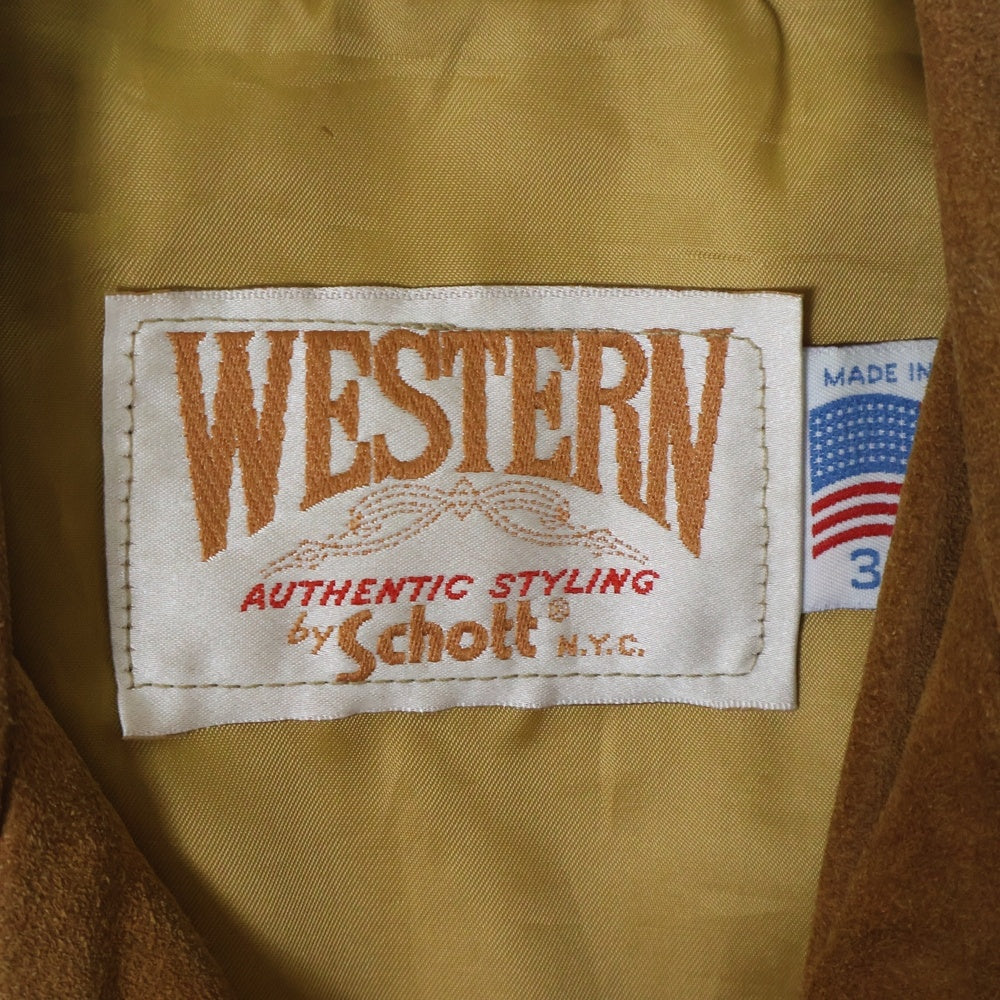 WESTERN
AUTHENTIC STYLING
by Schott® N.Y.C.
MADE IN
3